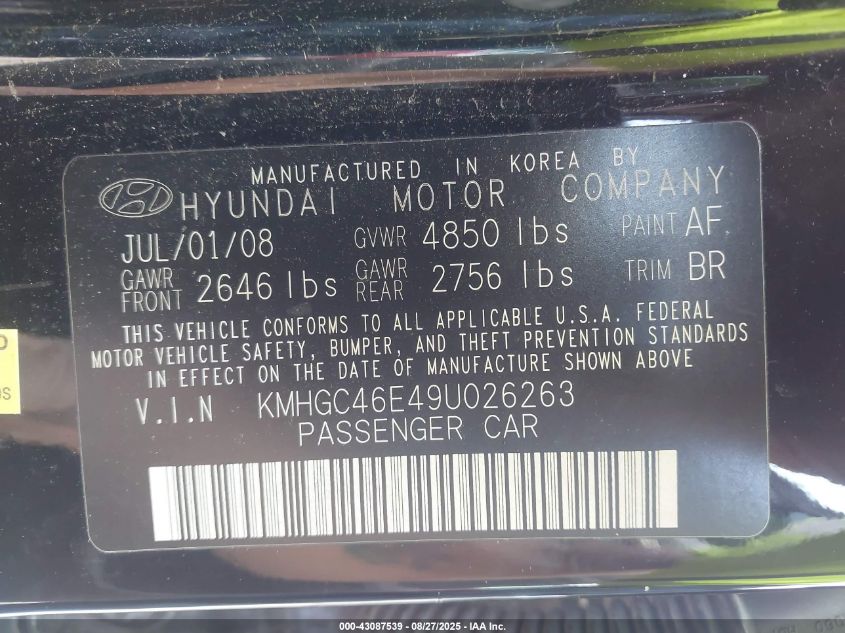 MANUFACTURED IN KOREA BY
HYUNDAI MOTOR COMPANY
JUL/01/08 GVWR 4850 lbs PAINT AF
GAWR FRONT 2646 lbs GAWR REAR 2756 lbs TRIM BR
THIS VEHICLE CONFORMS TO ALL APPLICABLE U.S.A. FEDERAL
MOTOR VEHICLE SAFETY, BUMPER, AND THEFT PREVENTION STANDARDS
IN EFFECT ON THE DATE OF MANUFACTURE SHOWN ABOVE
V.I.N KMHGC46E49U026263
PASSENGER CAR
000-43087539 - 08/27/2025 - IAA Inc.